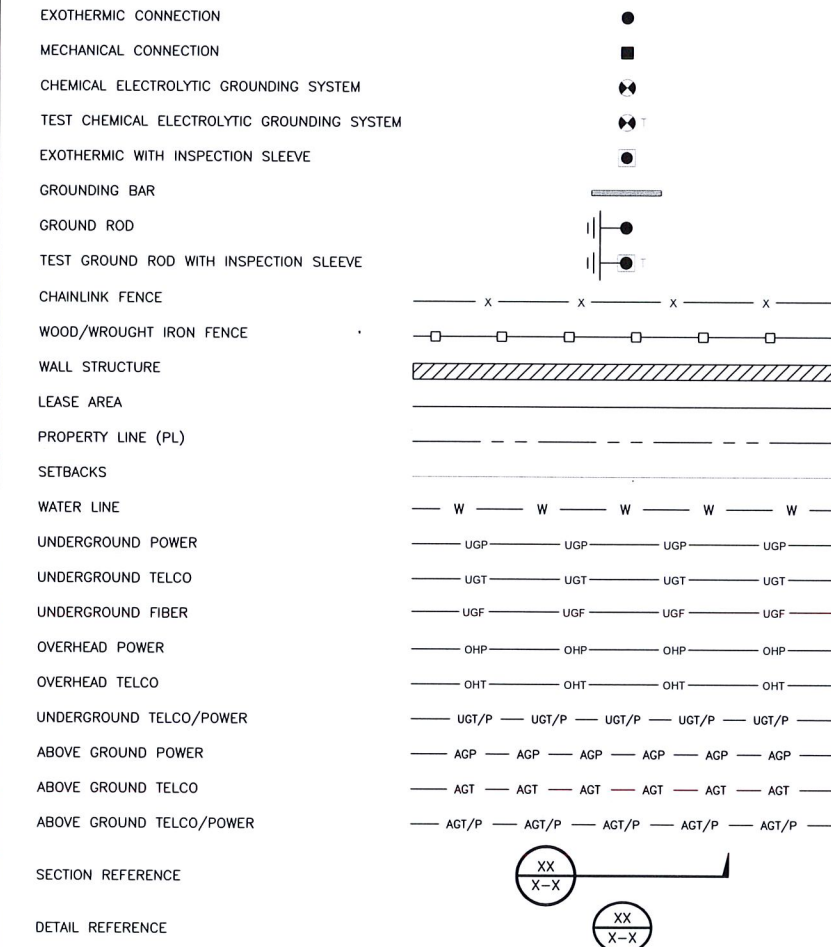 EXOTHERMIC CONNECTION
MECHANICAL CONNECTION
CHEMICAL ELECTROLYTIC GROUNDING SYSTEM
TEST CHEMICAL ELECTROLYTIC GROUNDING SYSTEM T
EXOTHERMIC WITH INSPECTION SLEEVE
GROUNDING BAR
GROUND ROD
TEST GROUND ROD WITH INSPECTION SLEEVE T
CHAINLINK FENCE X X X X
WOOD/WROUGHT IRON FENCE
WALL STRUCTURE
LEASE AREA
PROPERTY LINE (PL)
SETBACKS
WATER LINE W W W W W
UNDERGROUND POWER UGP UGP UGP UGP
UNDERGROUND TELCO UGT UGT UGT UGT
UNDERGROUND FIBER UGF UGF UGF UGF
OVERHEAD POWER OHP OHP OHP OHP
OVERHEAD TELCO OHT OHT OHT OHT
UNDERGROUND TELCO/POWER UGT/P UGT/P UGT/P UGT/P UGT/P
ABOVE GROUND POWER AGP AGP AGP AGP AGP AGP
ABOVE GROUND TELCO AGT AGT AGT AGT AGT AGT
ABOVE GROUND TELCO/POWER AGT/P AGT/P AGT/P AGT/P AGT/P
XX
SECTION REFERENCE X-X
XX
DETAIL REFERENCE X-X